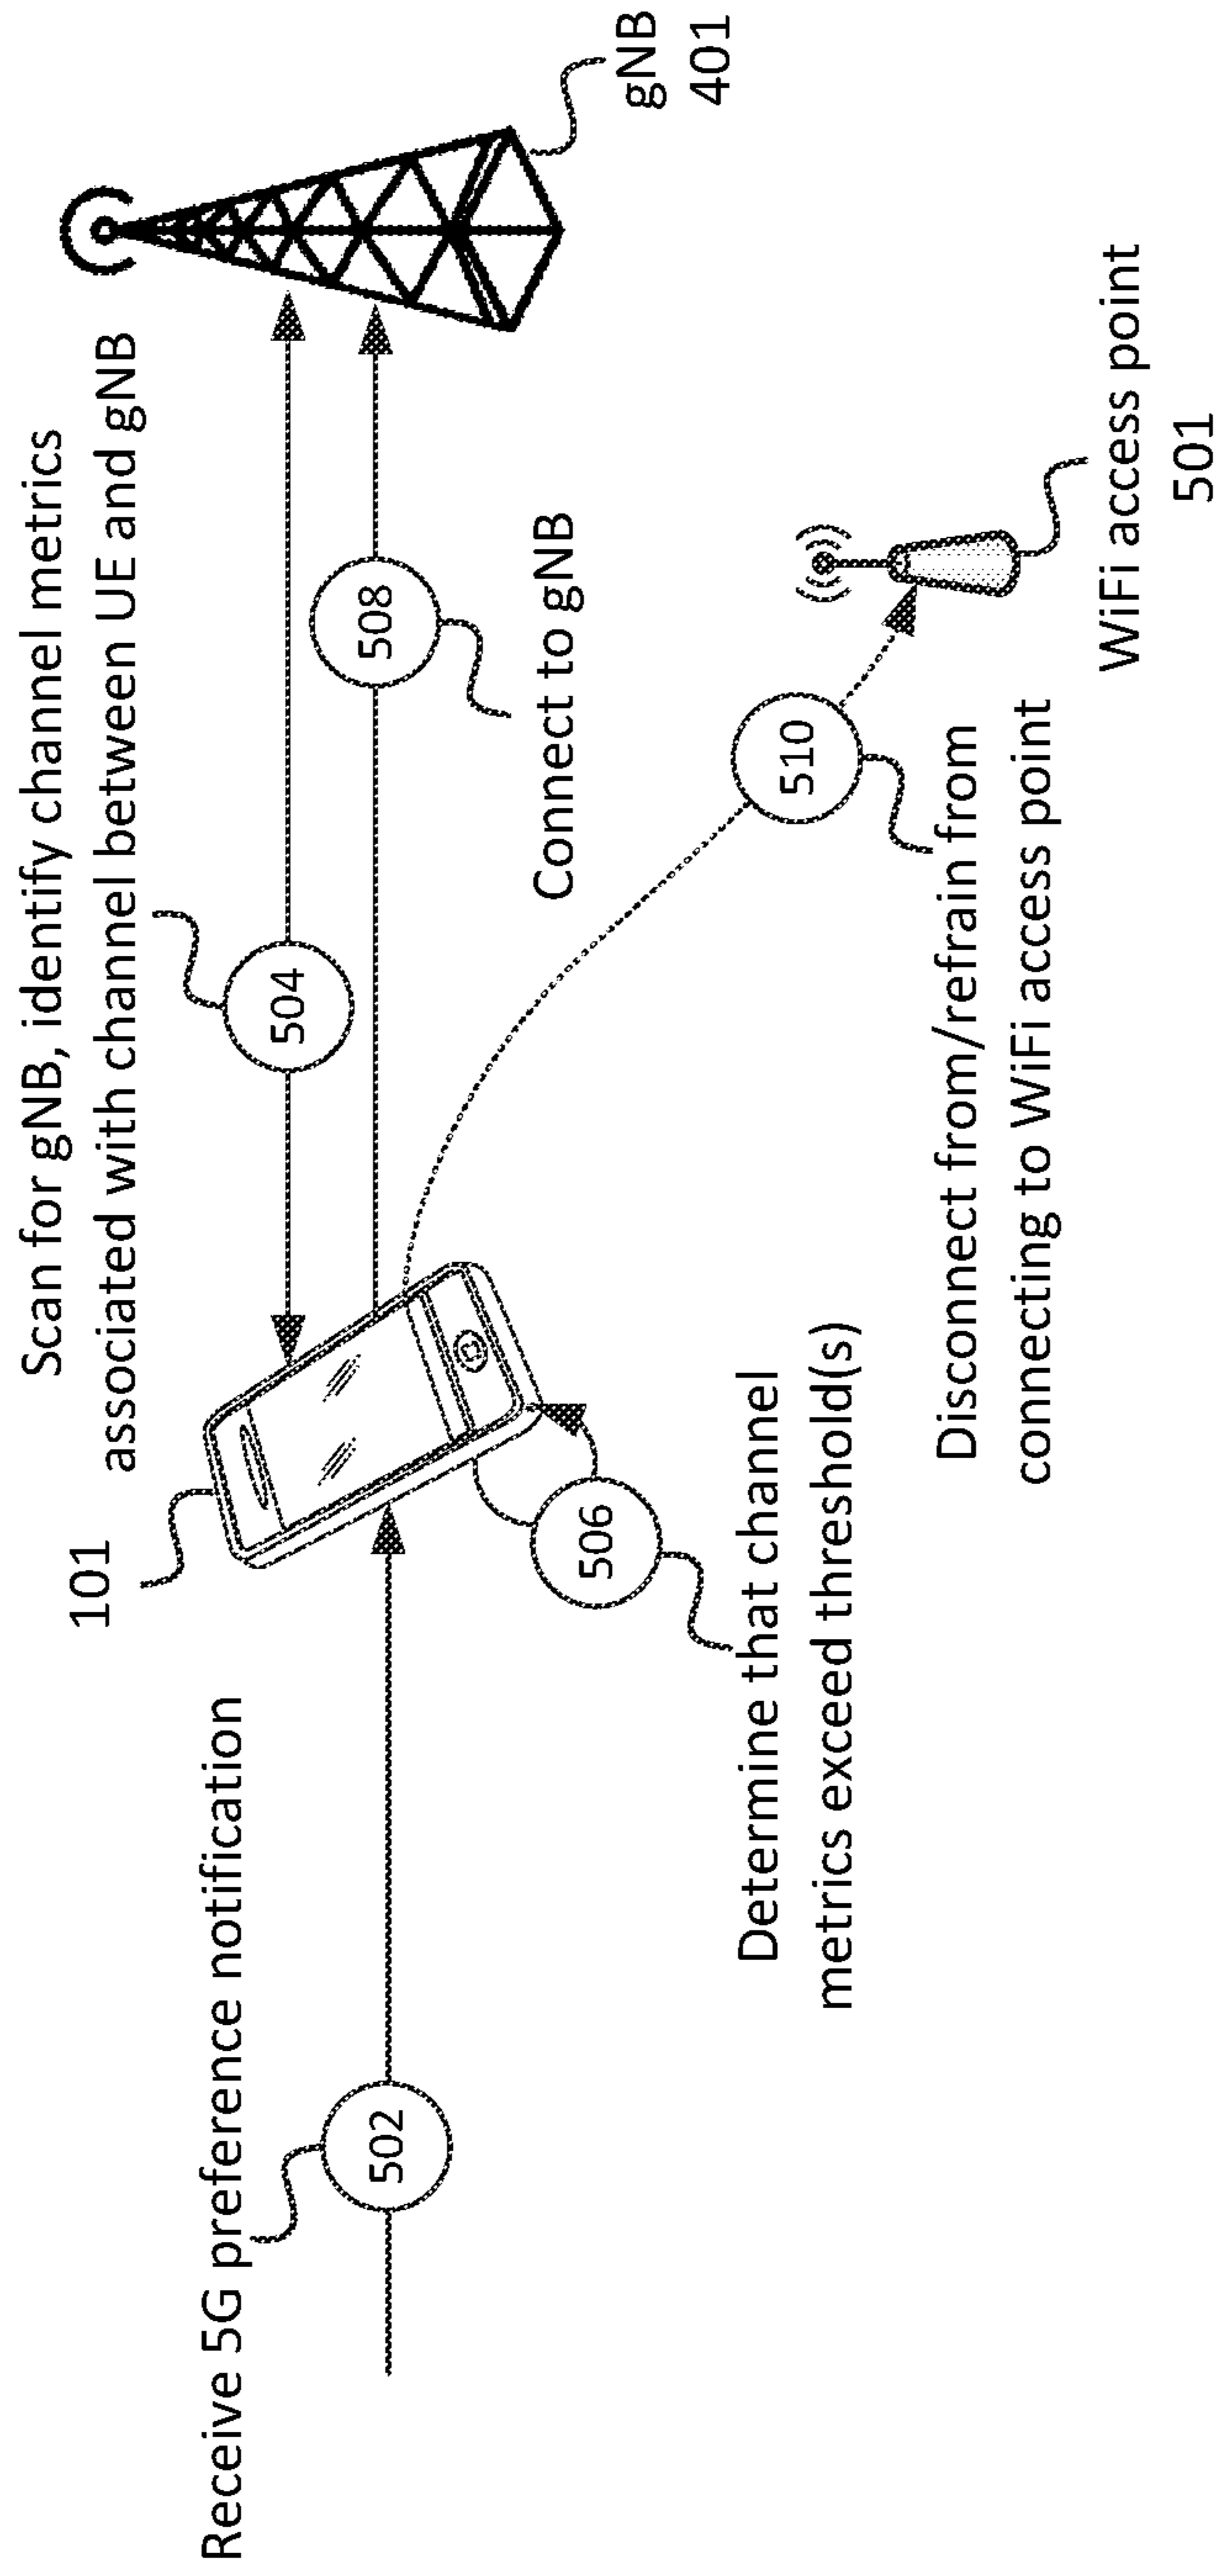 Receive 5G preference notification
502
101
Scan for gNB, identify channel metrics
associated with channel between UE and gNB
504
508
Connect to gNB
gNB
401
506
Determine that channel
metrics exceed threshold(s)
510
Disconnect from/refrain from
connecting to WiFi access point
WiFi access point
501